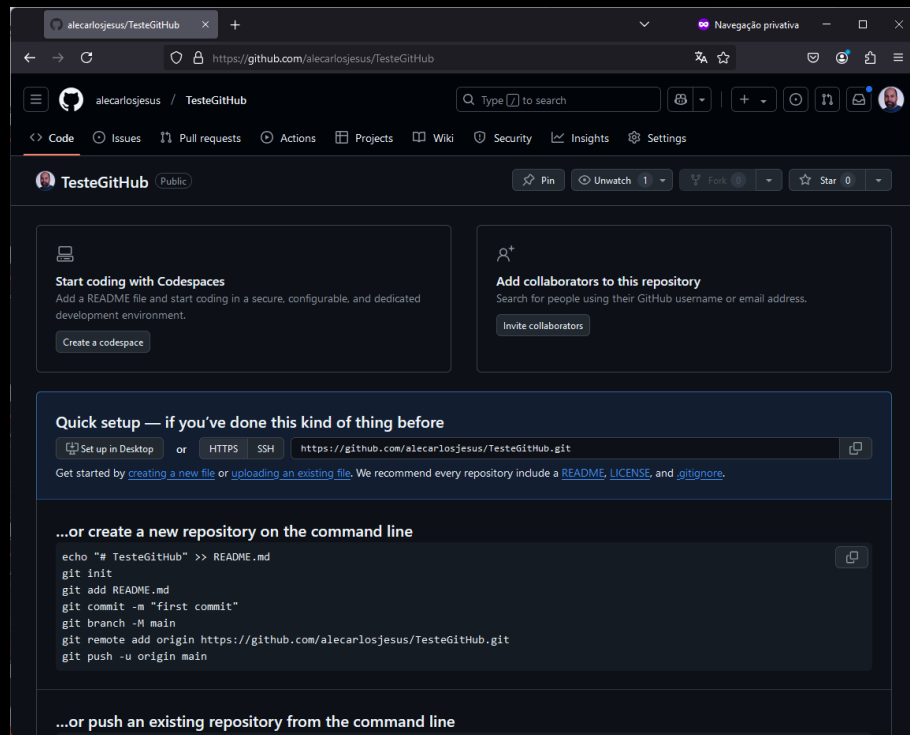 alecarlosjesus/TesteGitHub
Navegação privativa
https://github.com/alecarlosjesus/TesteGitHub
alecarlosjesus / TesteGitHub
Type / to search
Code
Issues
Pull requests
Actions
Projects
Wiki
Security
Insights
Settings
TesteGitHub Public
Pin
Unwatch 1
Fork 0
Star 0
Start coding with Codespaces
Add a README file and start coding in a secure, configurable, and dedicated
development environment.
Create a codespace
Add collaborators to this repository
Search for people using their GitHub username or email address.
Invite collaborators
Quick setup — if you've done this kind of thing before
Set up in Desktop or HTTPS SSH https://github.com/alecarlosjesus/TesteGitHub.git
Get started by creating a new file or uploading an existing file. We recommend every repository include a README, LICENSE, and .gitignore.
...or create a new repository on the command line
echo "# TesteGitHub" >> README.md
git init
git add README.md
git commit -m "first commit"
git branch -M main
git remote add origin https://github.com/alecarlosjesus/TesteGitHub.git
git push -u origin main
...or push an existing repository from the command line